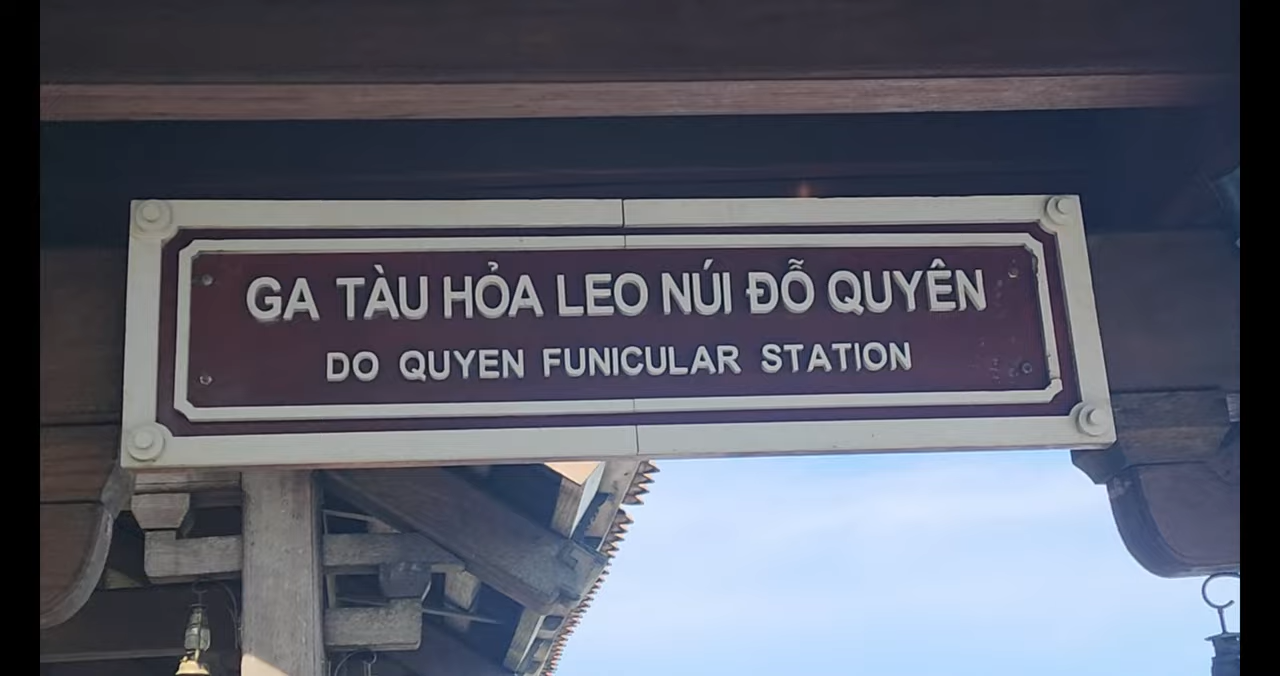 GA TÀU HỎA LEO NÚI ĐỖ QUYÊN
DO QUYEN FUNICULAR STATION